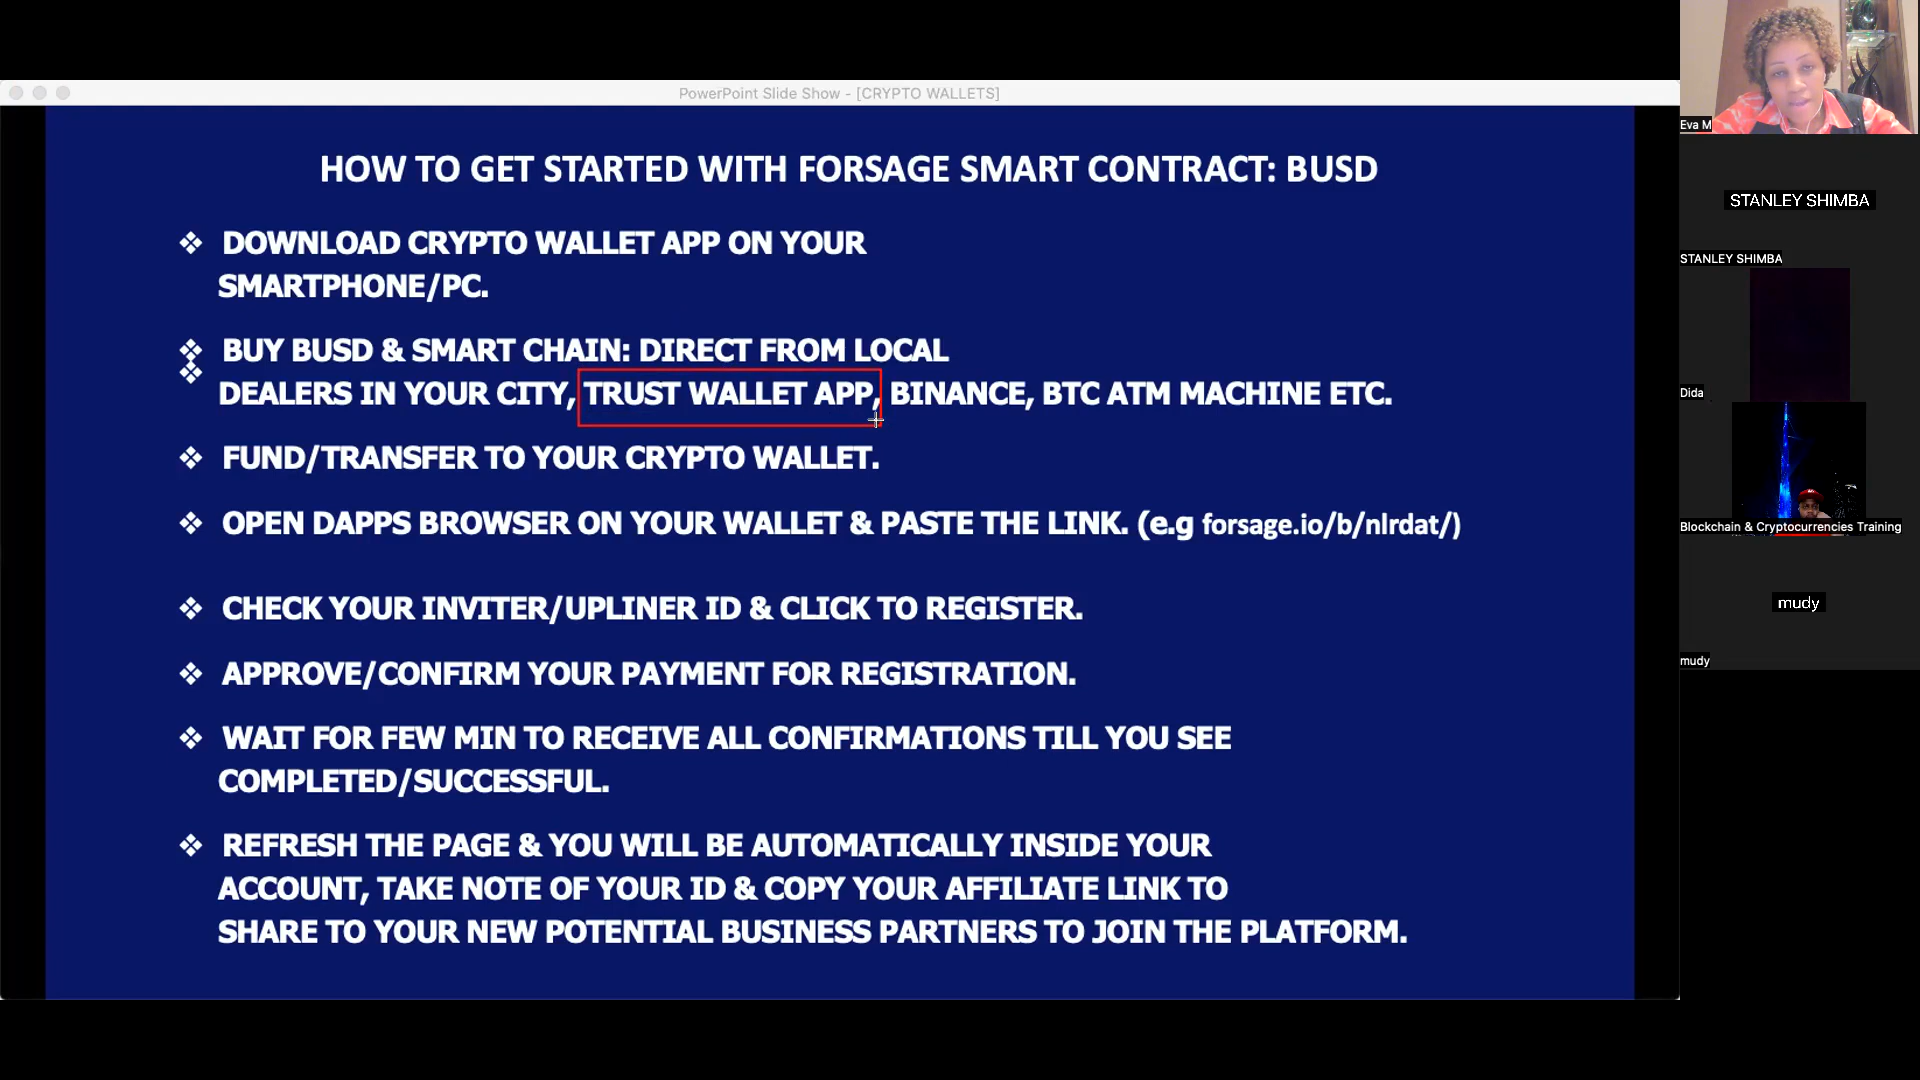 PowerPoint Slide Show - [CRYPTO WALLETS]
HOW TO GET STARTED WITH FORSAGE SMART CONTRACT: BUSD
❖ DOWNLOAD CRYPTO WALLET APP ON YOUR
SMARTPHONE/PC.
❖ BUY BUSD & SMART CHAIN: DIRECT FROM LOCAL
❖ DEALERS IN YOUR CITY, TRUST WALLET APP, BINANCE, BTC ATM MACHINE ETC.
❖ FUND/TRANSFER TO YOUR CRYPTO WALLET.
❖ OPEN DAPPS BROWSER ON YOUR WALLET & PASTE THE LINK. (e.g forsage.io/b/nlrdat/)
❖ CHECK YOUR INVITER/UPLINER ID & CLICK TO REGISTER.
❖ APPROVE/CONFIRM YOUR PAYMENT FOR REGISTRATION.
❖ WAIT FOR FEW MIN TO RECEIVE ALL CONFIRMATIONS TILL YOU SEE
COMPLETED/SUCCESSFUL.
❖ REFRESH THE PAGE & YOU WILL BE AUTOMATICALLY INSIDE YOUR
ACCOUNT, TAKE NOTE OF YOUR ID & COPY YOUR AFFILIATE LINK TO
SHARE TO YOUR NEW POTENTIAL BUSINESS PARTNERS TO JOIN THE PLATFORM.
Eva M
STANLEY SHIMBA
STANLEY SHIMBA
Dida
Blockchain & Cryptocurrencies Training
mudy
mudy